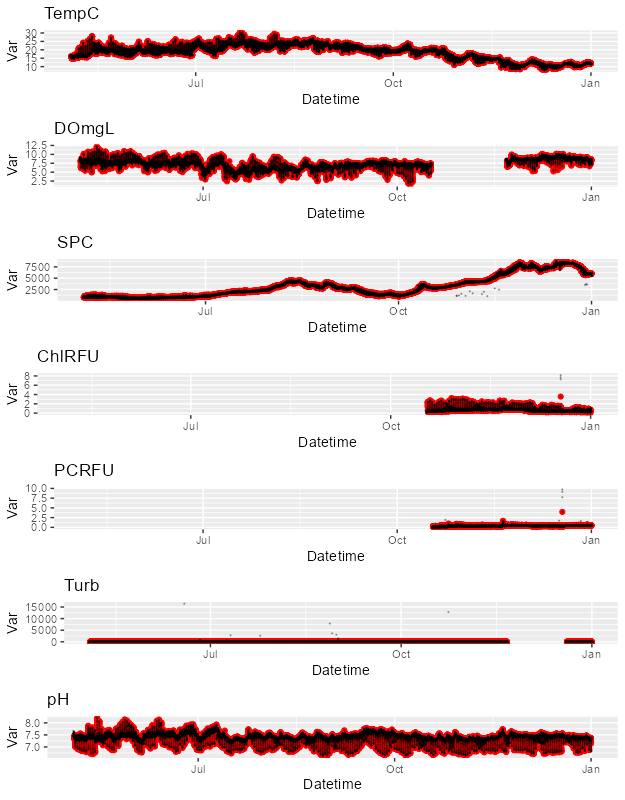 TempC
Var
30
25
20
15
10
Jul Oct Jan
Datetime
DOmgL
Var
12.5
10.0
7.5
5.0
2.5
Jul Oct Jan
Datetime
SPC
Var
7500
5000
2500
Jul Oct Jan
Datetime
ChlRFU
Var
8
6
4
2
0
Jul Oct Jan
Datetime
PCRFU
Var
10.0
7.5
5.0
2.5
0.0
Jul Oct Jan
Datetime
Turb
Var
15000
10000
5000
0
Jul Oct Jan
Datetime
pH
Var
8.0
7.5
7.0
Jul Oct Jan
Datetime